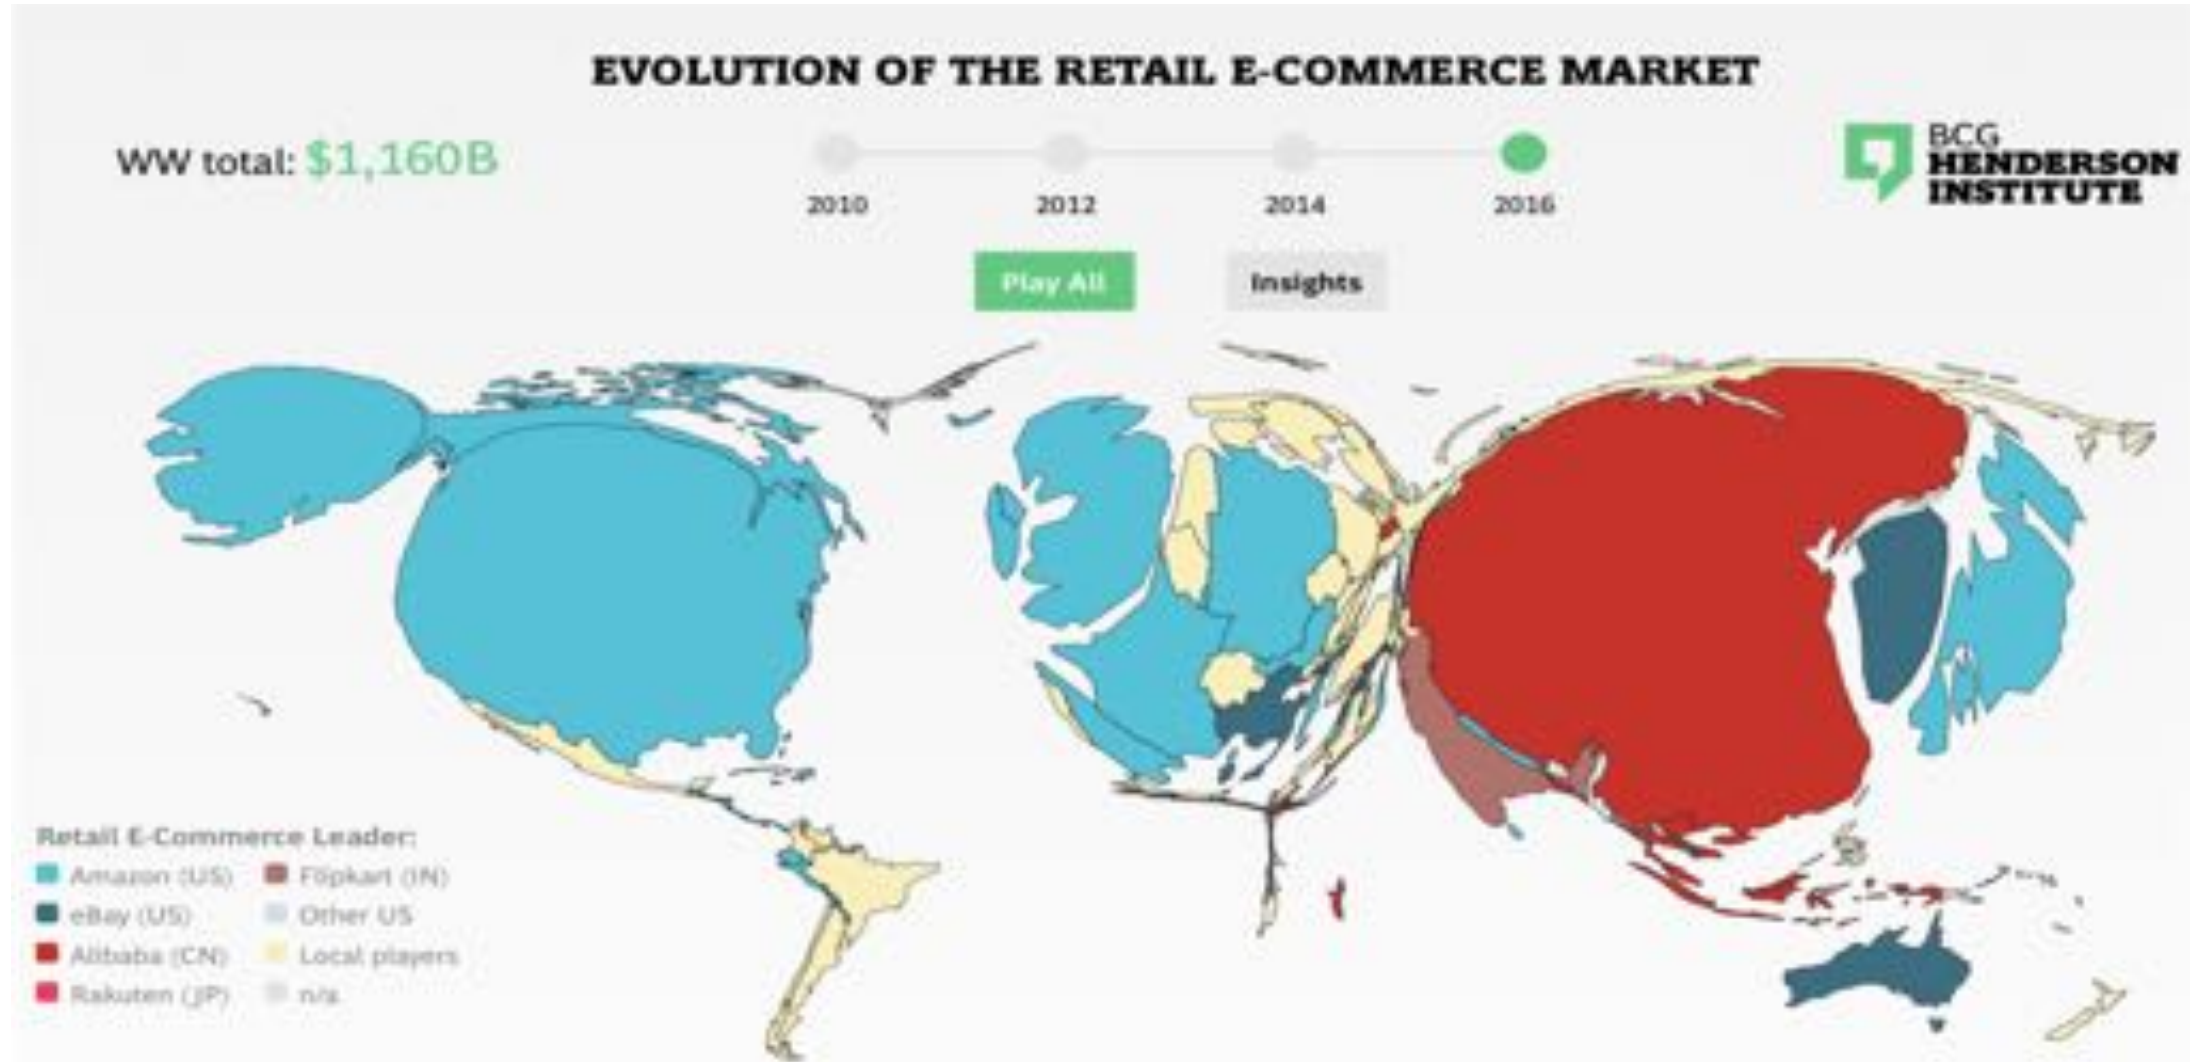 EVOLUTION OF THE RETAIL E-COMMERCE MARKET
WW total: $1,160B
2010
2012
2014
2016
BCG
HENDERSON
INSTITUTE
Play All
Insights
Retail E-Commerce Leader:
Amazon (US)
Flipkart (IN)
eBay (US)
Other US
Alibaba (CN)
Local players
Rakuten (JP)
n/a